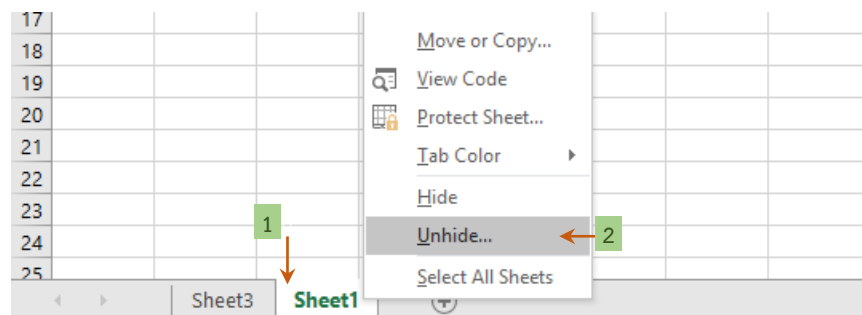 17
18
19
20
21
22
23
24
25
Move or Copy...
View Code
Protect Sheet...
Tab Color
Hide
Unhide...
Select All Sheets
1
2
Sheet3 Sheet1